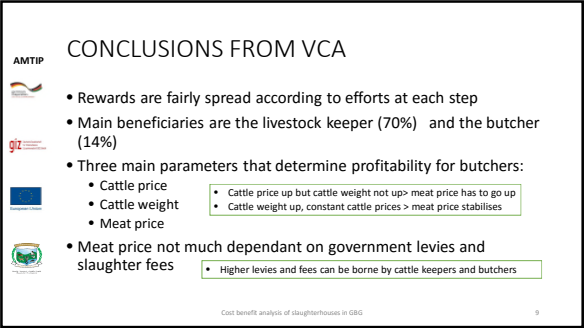 CONCLUSIONS FROM VCA
AMTIP
• Rewards are fairly spread according to efforts at each step
• Main beneficiaries are the livestock keeper (70%) and the butcher
(14%)
• Three main parameters that determine profitability for butchers:
• Cattle price
• Cattle weight
• Meat price
• Cattle price up but cattle weight not up> meat price has to go up
• Cattle weight up, constant cattle prices > meat price stabilises
• Meat price not much dependant on government levies and
slaughter fees
• Higher levies and fees can be borne by cattle keepers and butchers
giz
European Union
Cost benefit analysis of slaughterhouses in GBG
9